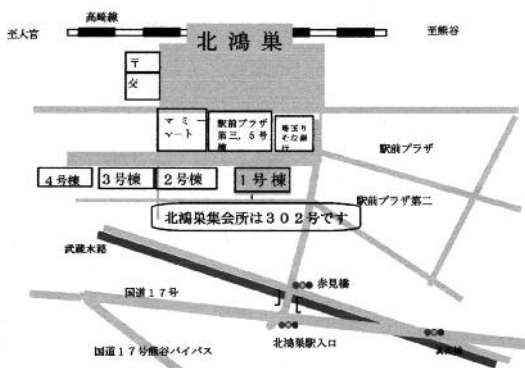 高崎線
至大宮
北鴻巣
至熊谷
〒
交
マミー
マート
駅前プラザ
第三、5号
棟
埼玉り
そな銀
行
駅前プラザ
4号棟
3号棟
2号棟
1号棟
駅前プラザ第二
北鴻巣集会所は302号です
武蔵水路
赤見橋
国道17号
北鴻巣駅入口
国道17号熊谷バイパス